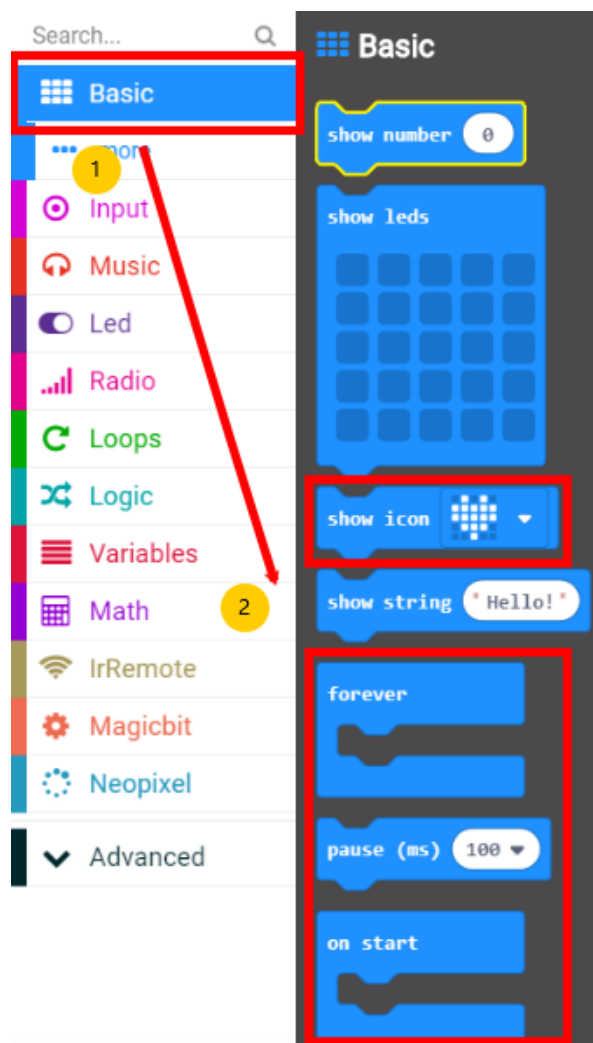 Search...
Basic
more
1
Input
Music
Led
Radio
Loops
Logic
Variables
Math
2
IrRemote
Magicbit
Neopixel
Advanced
Basic
show number 0
show leds
show icon
show string "Hello!"
forever
pause (ms) 100
on start